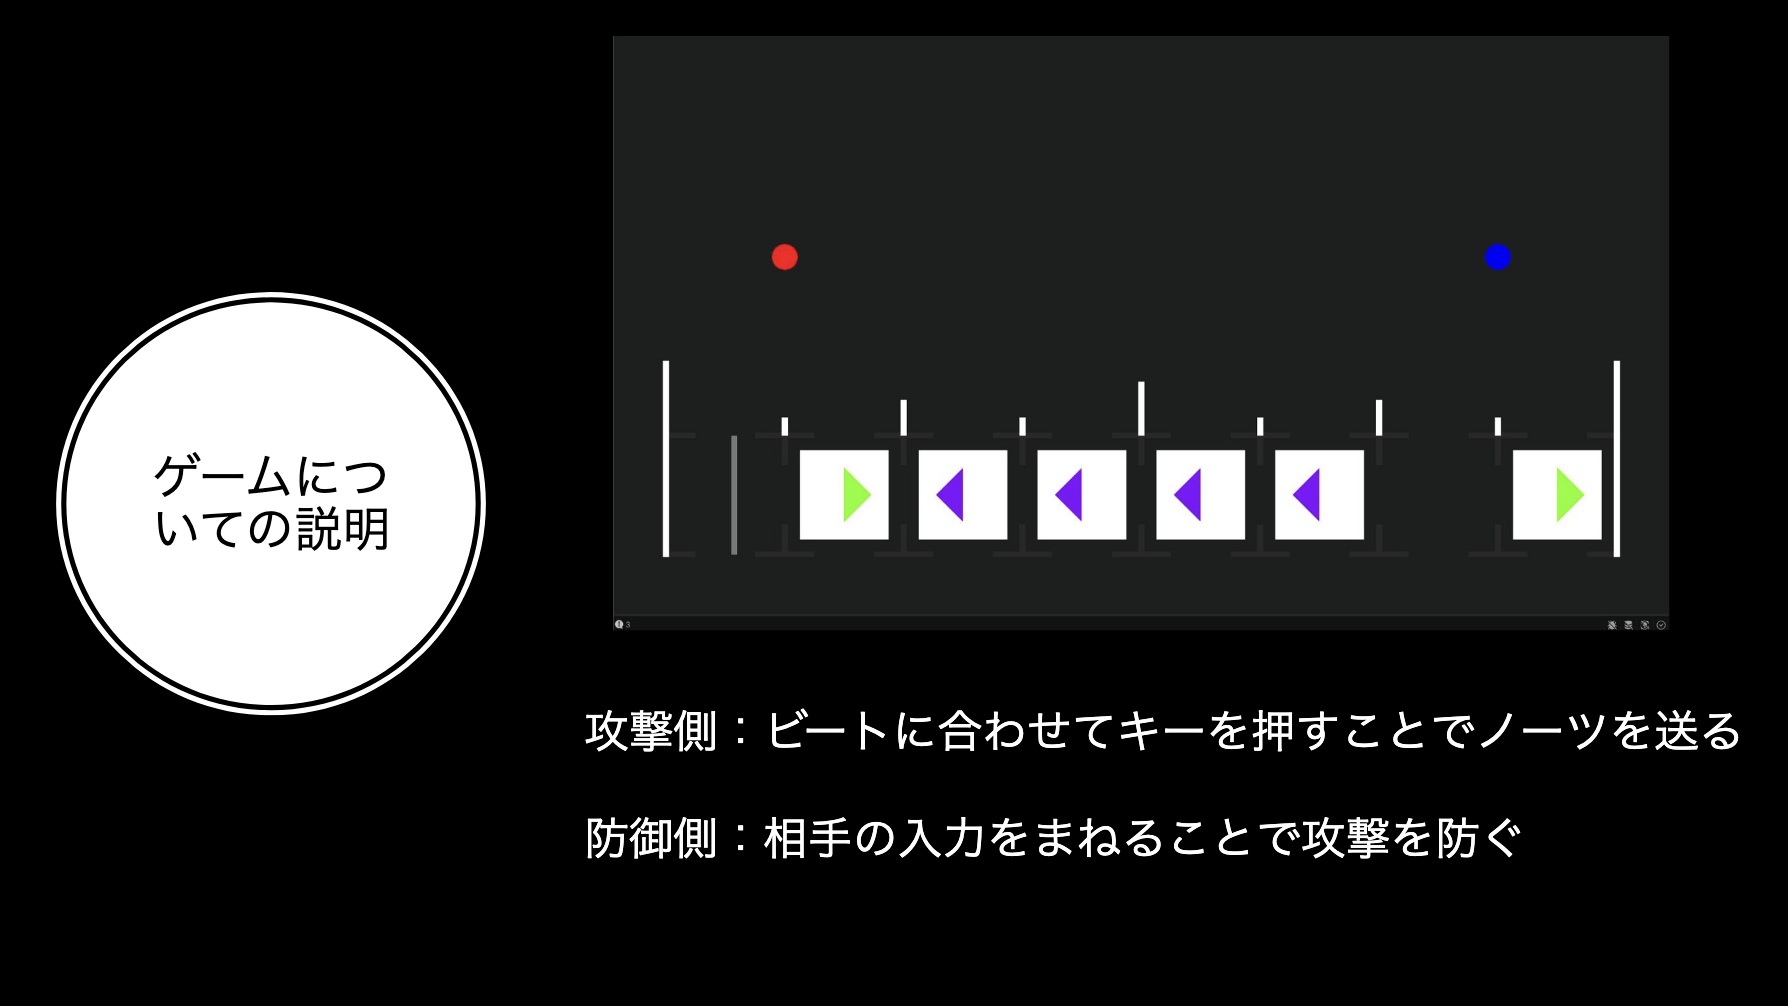 ゲームにつ
いての説明
3
攻撃側：ビートに合わせてキーを押すことでノーツを送る
防御側：相手の入力をまねることで攻撃を防ぐ